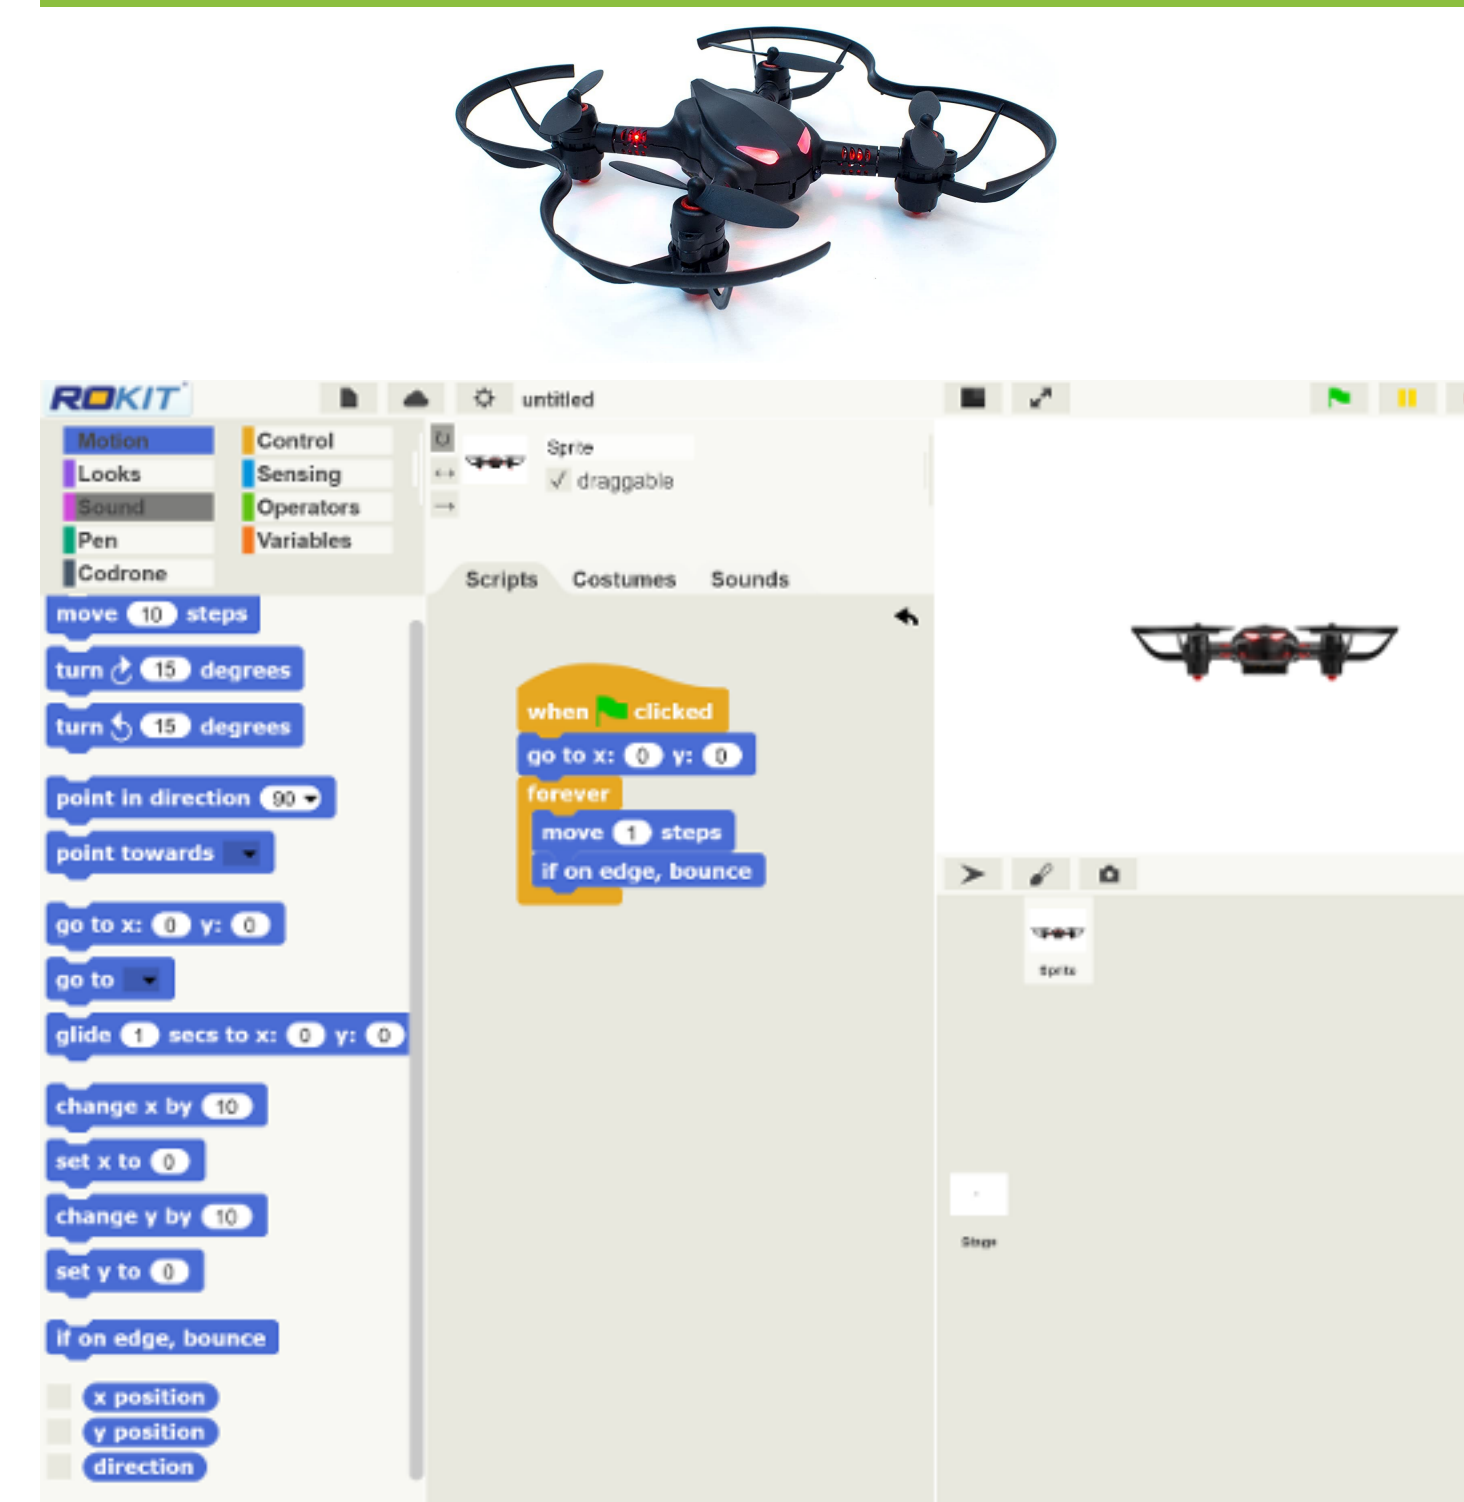 ROKIT
untitled
Motion
Control
Looks
Sensing
Sound
Operators
Pen
Variables
Codrone
Sprite
draggable
Scripts Costumes Sounds
move 10 steps
turn 15 degrees
turn 15 degrees
point in direction 90
point towards
go to x: 0 y: 0
go to
glide 1 secs to x: 0 y: 0
change x by 10
set x to 0
change y by 10
set y to 0
if on edge, bounce
x position
y position
direction
when clicked
go to x: 0 y: 0
forever
move 1 steps
if on edge, bounce
Sprite
Stage